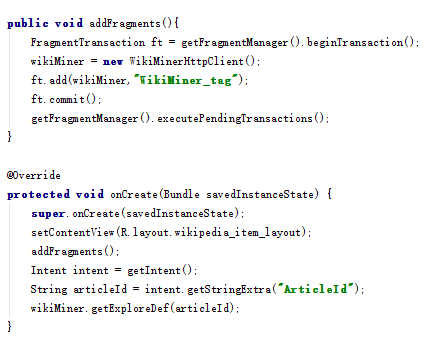 public void addFragments(){
FragmentTransaction ft = getFragmentManager().beginTransaction();
wikiMiner = new WikiMinerHttpClient();
ft.add(wikiMiner,"WikiMiner_tag");
ft.commit();
getFragmentManager().executePendingTransactions();
}
@Override
protected void onCreate(Bundle savedInstanceState) {
super.onCreate(savedInstanceState);
setContentView(R.layout.wikipedia_item_layout);
addFragments();
Intent intent = getIntent();
String articleId = intent.getStringExtra("ArticleId");
wikiMiner.getExploreDef(articleId);
}